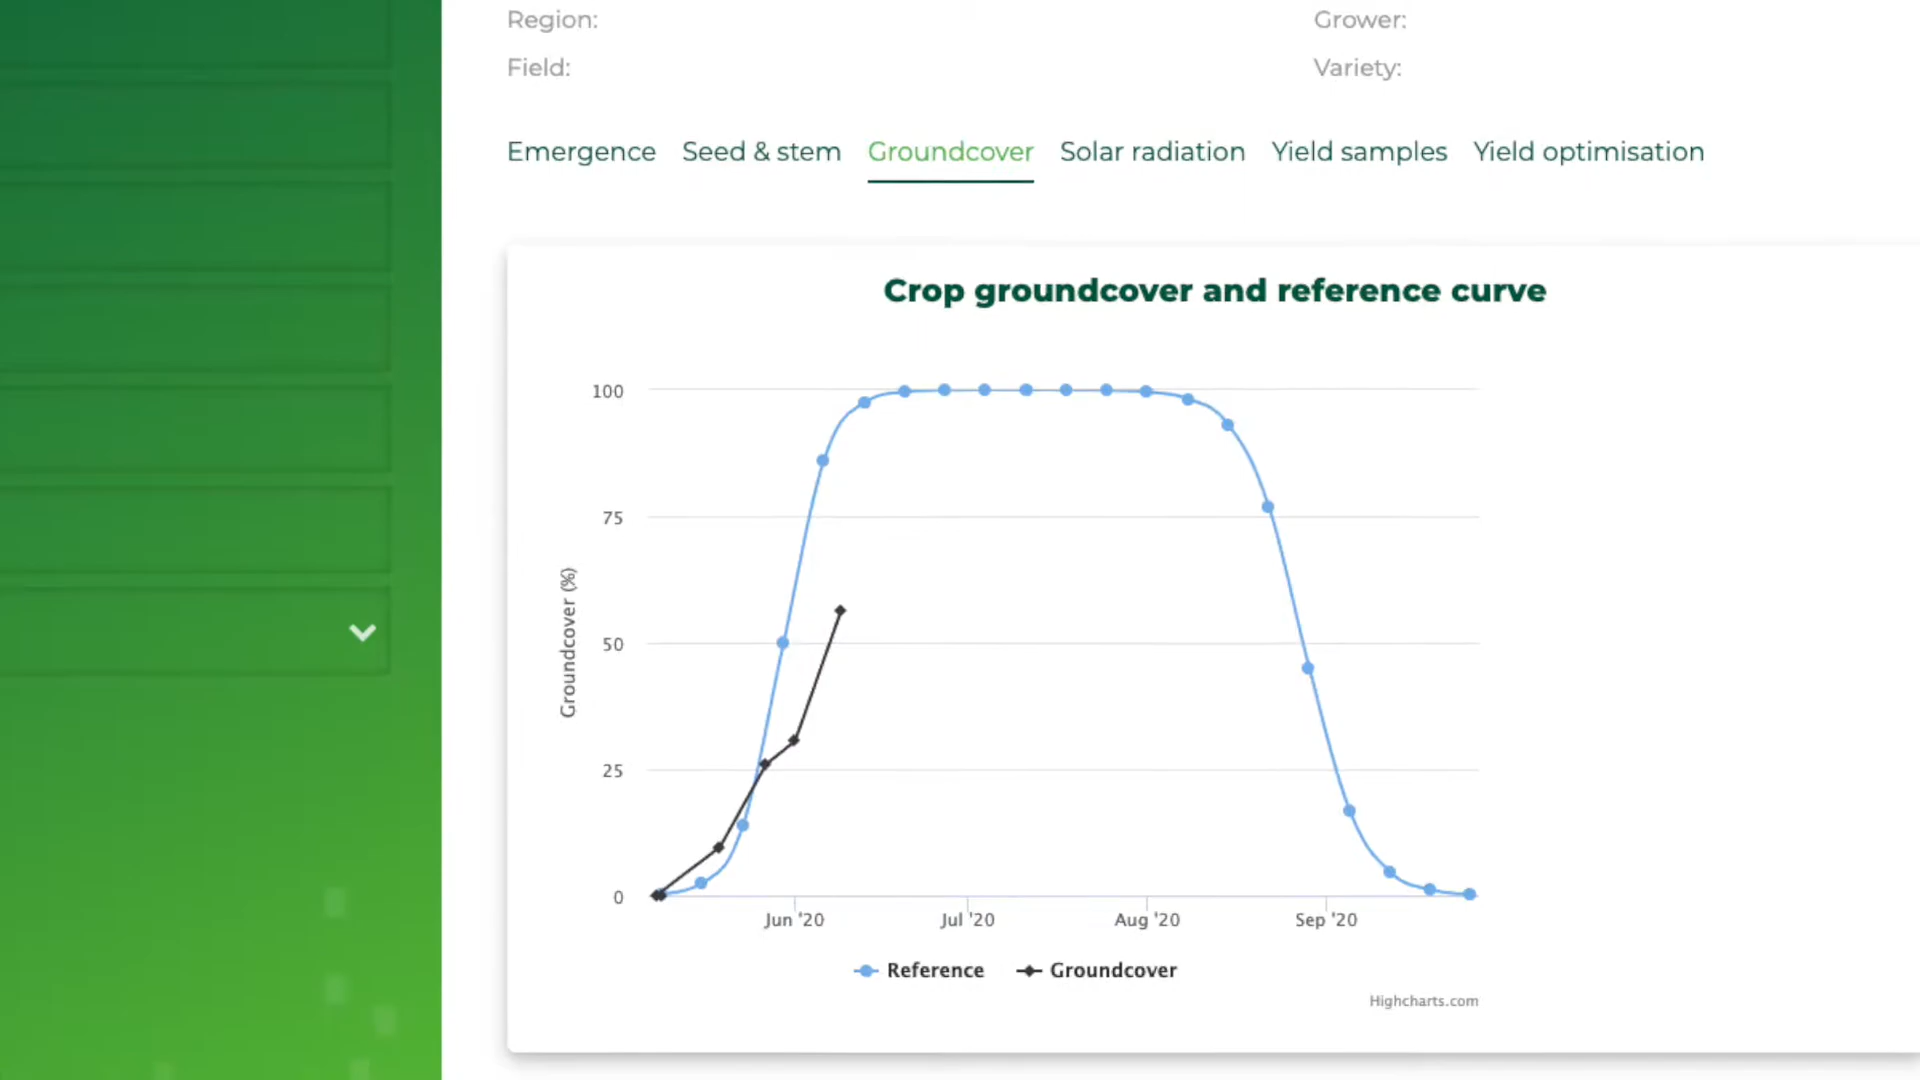 Region:
Grower:
Field:
Variety:
Emergence Seed & stem Groundcover Solar radiation Yield samples Yield optimisation
Crop groundcover and reference curve
100
75
50
25
0
Groundcover (%)
Jun '20 Jul '20 Aug '20 Sep '20
Reference Groundcover
Highcharts.com